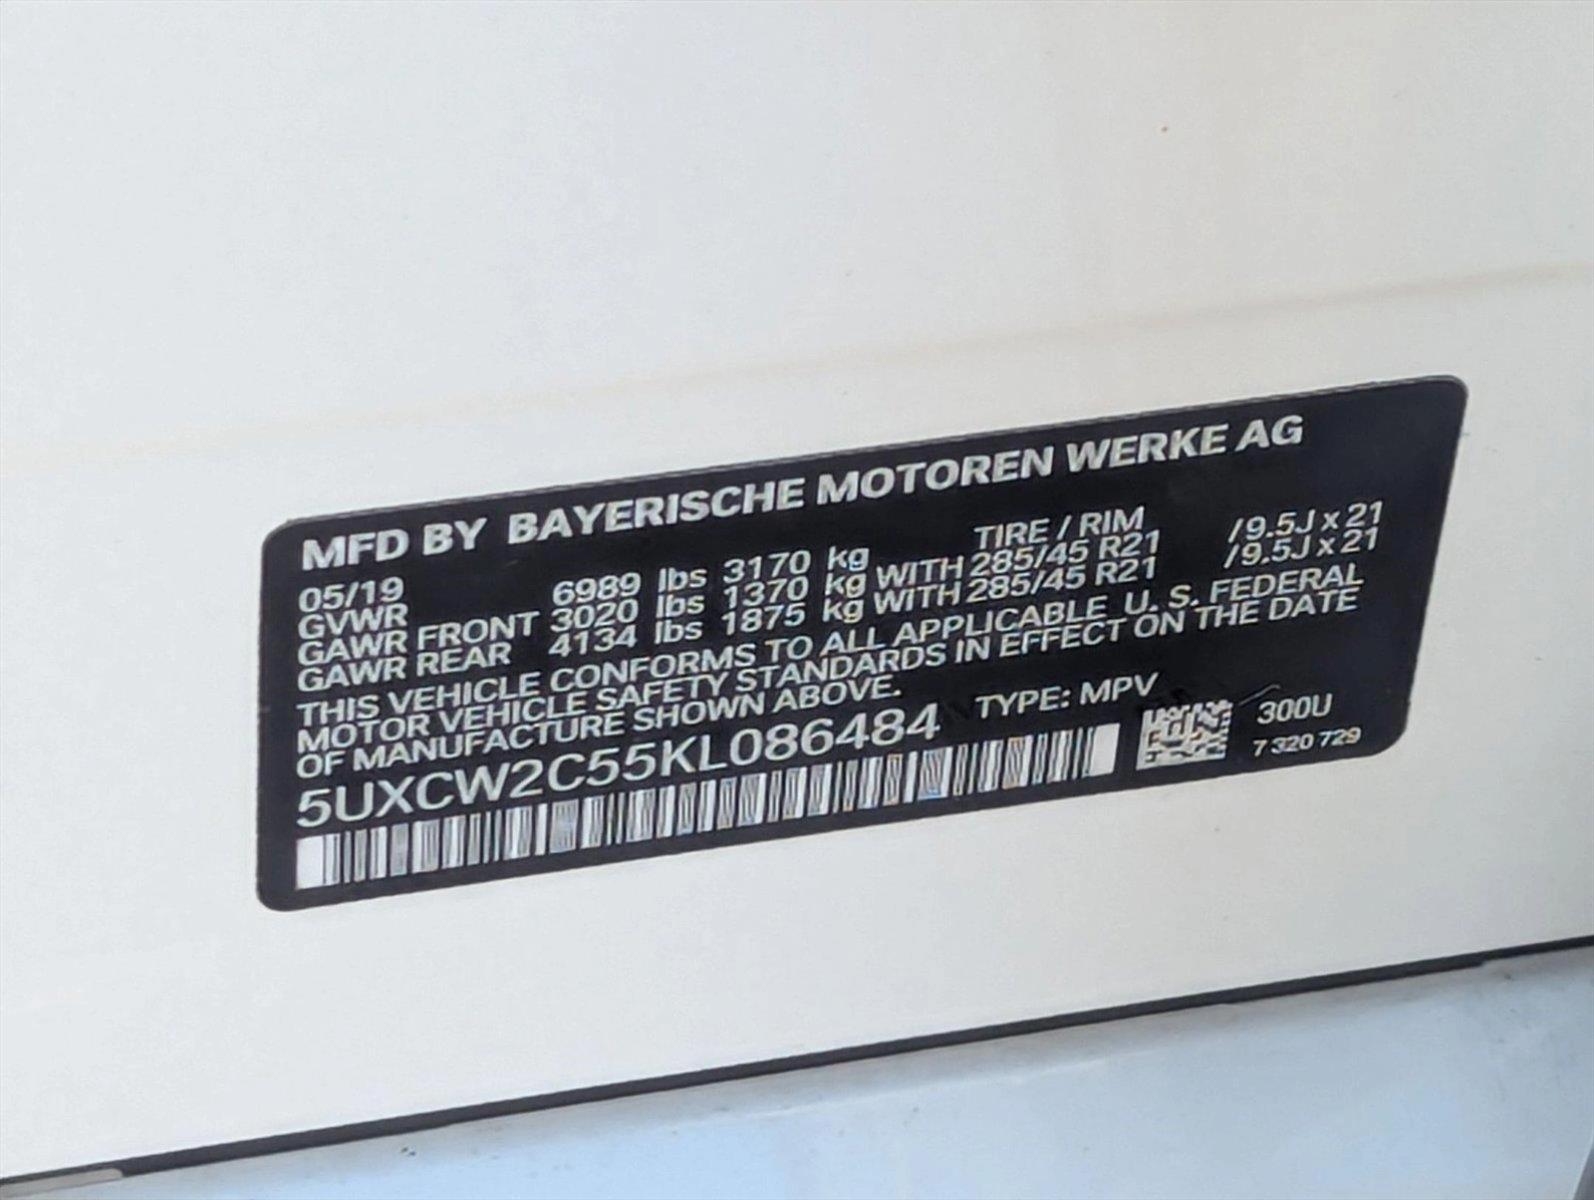 MFD BY BAYERISCHE MOTOREN WERKE AG
05/19 TIRE / RIM
GVWR 6989 lbs 3170 kg
GAWR FRONT 3020 lbs 1370 kg WITH 285/45 R21 /9.5J x 21
GAWR REAR 4134 lbs 1875 kg WITH 285/45 R21 /9.5J x 21
THIS VEHICLE CONFORMS TO ALL APPLICABLE U. S. FEDERAL
MOTOR VEHICLE SAFETY STANDARDS IN EFFECT ON THE DATE
OF MANUFACTURE SHOWN ABOVE.
5UXCW2C55KL086484 TYPE: MPV
300U
7 320 729